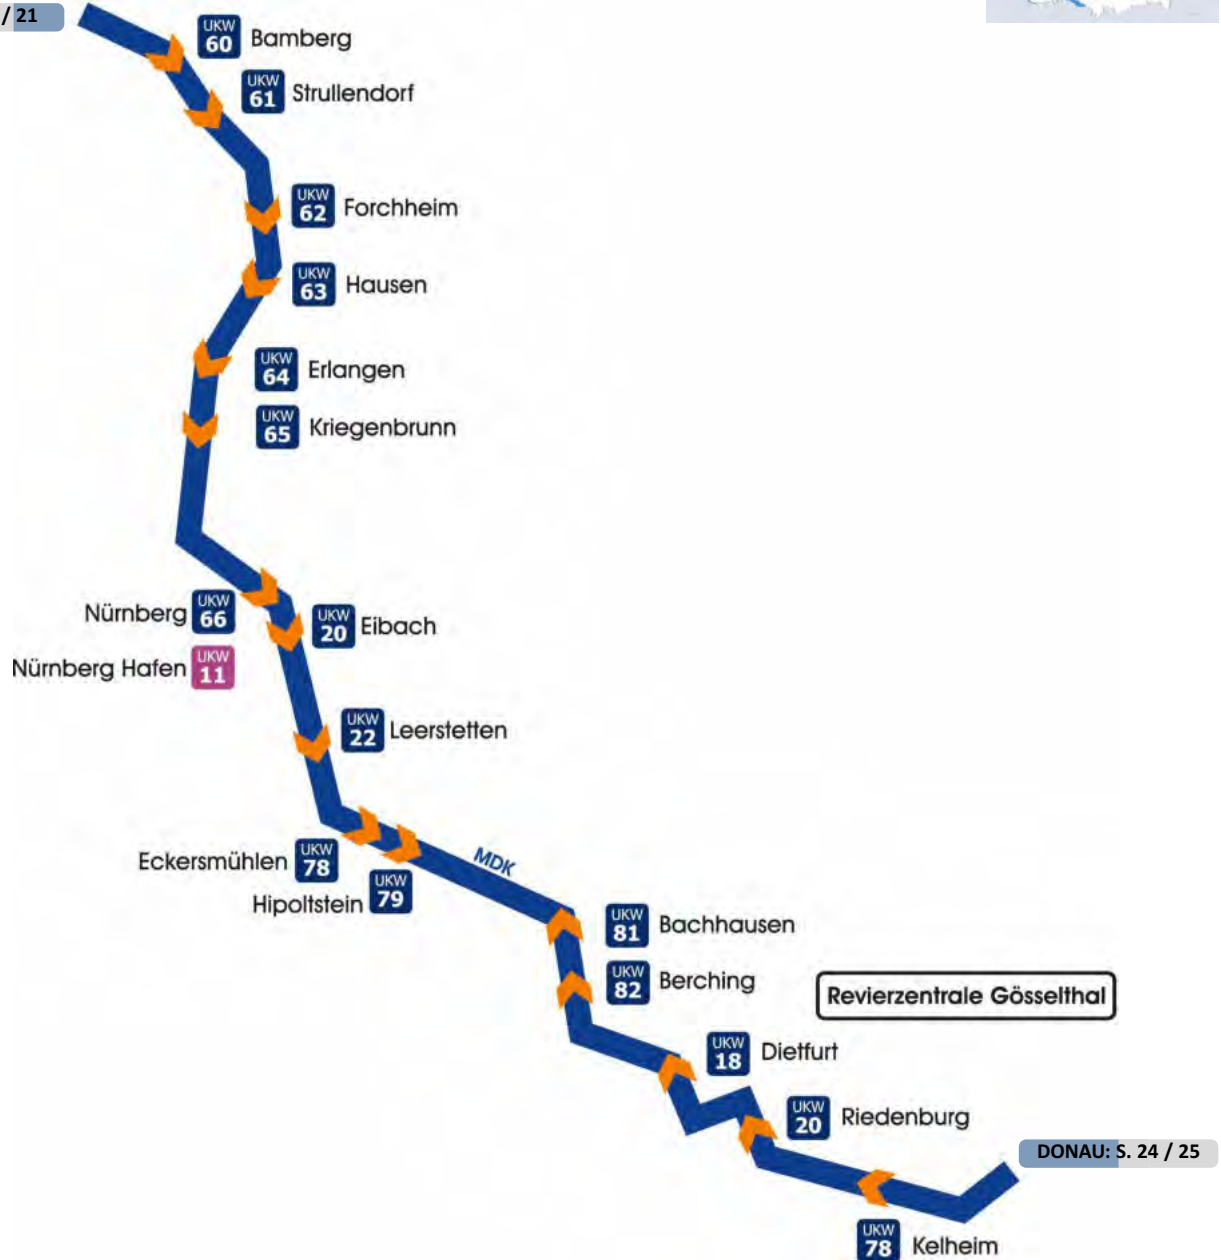 / 21
UKW
60 Bamberg
UKW
61 Strullendorf
UKW
62 Forchheim
UKW
63 Hausen
UKW
64 Erlangen
UKW
65 Kriegenbrunn
Nürnberg UKW
66
UKW
20 Eibach
Nürnberg Hafen UKW
11
UKW
22 Leerstetten
Eckersmühlen UKW
78
Hipoltstein UKW
79
MDK
UKW
81 Bachhausen
UKW
82 Berching
Revierzentrale Gösselthal
UKW
18 Dietfurt
UKW
20 Riedenburg
DONAU: S. 24 / 25
UKW
78 Kelheim